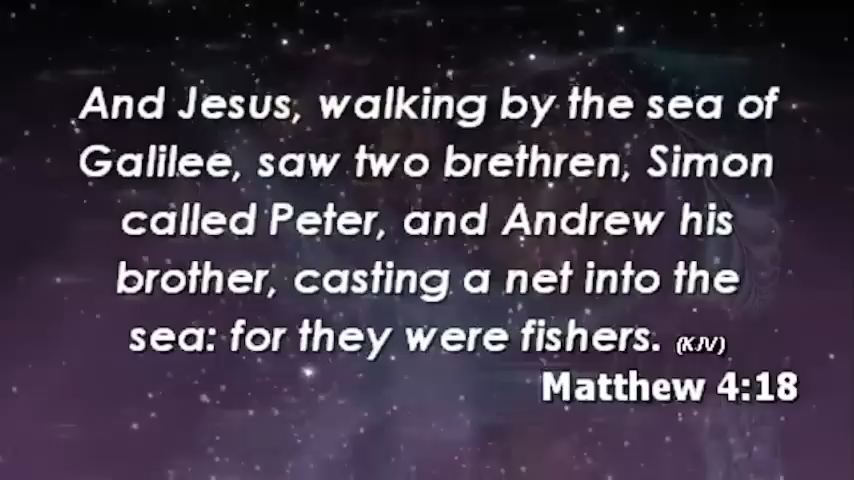 And Jesus, walking by the sea of
Galilee, saw two brethren, Simon
called Peter, and Andrew his
brother, casting a net into the
sea: for they were fishers. (KJV)
Matthew 4:18